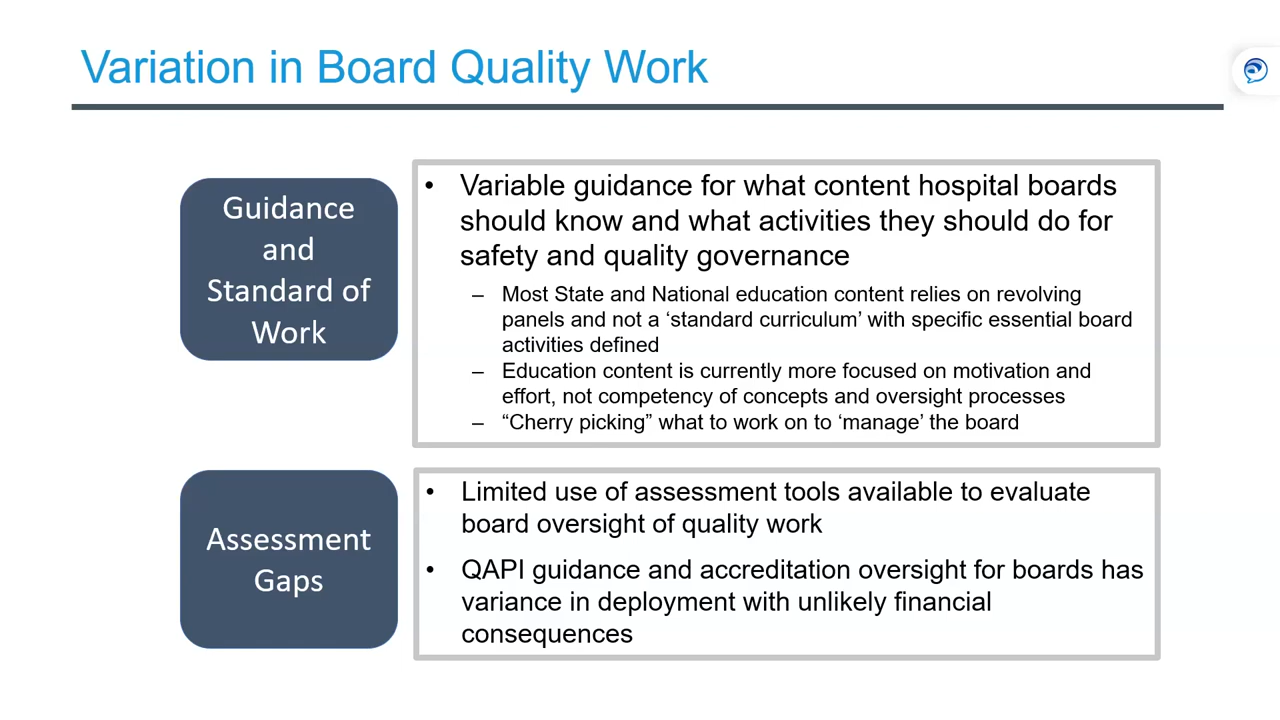 Variation in Board Quality Work
Guidance
and
Standard of
Work
• Variable guidance for what content hospital boards
should know and what activities they should do for
safety and quality governance
– Most State and National education content relies on revolving
panels and not a ‘standard curriculum’ with specific essential board
activities defined
– Education content is currently more focused on motivation and
effort, not competency of concepts and oversight processes
– “Cherry picking” what to work on to ‘manage’ the board
Assessment
Gaps
• Limited use of assessment tools available to evaluate
board oversight of quality work
• QAPI guidance and accreditation oversight for boards has
variance in deployment with unlikely financial
consequences